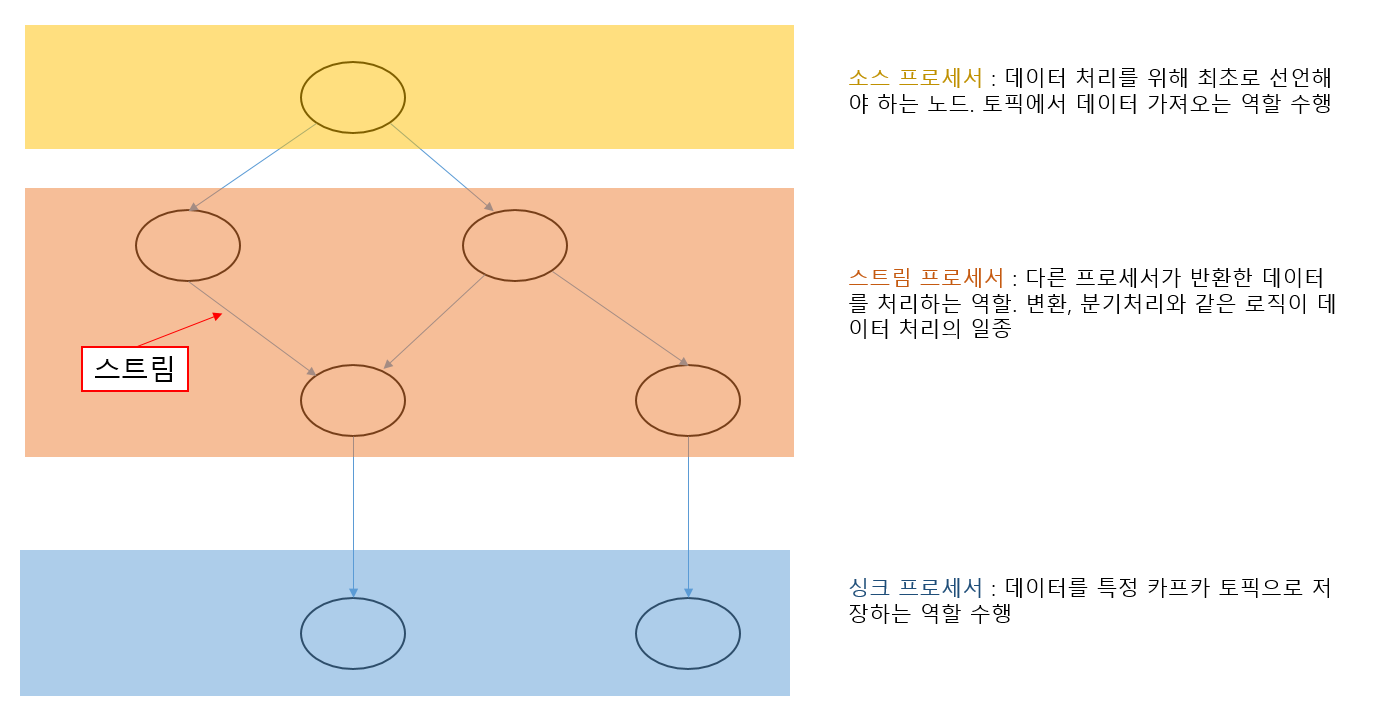 소스 프로세서 : 데이터 처리를 위해 최초로 선언해
야 하는 노드. 토픽에서 데이터 가져오는 역할 수행
스트림 프로세서 : 다른 프로세서가 반환한 데이터
를 처리하는 역할. 변환, 분기처리와 같은 로직이 데
이터 처리의 일종
스트림
싱크 프로세서 : 데이터를 특정 카프카 토픽으로 저
장하는 역할 수행